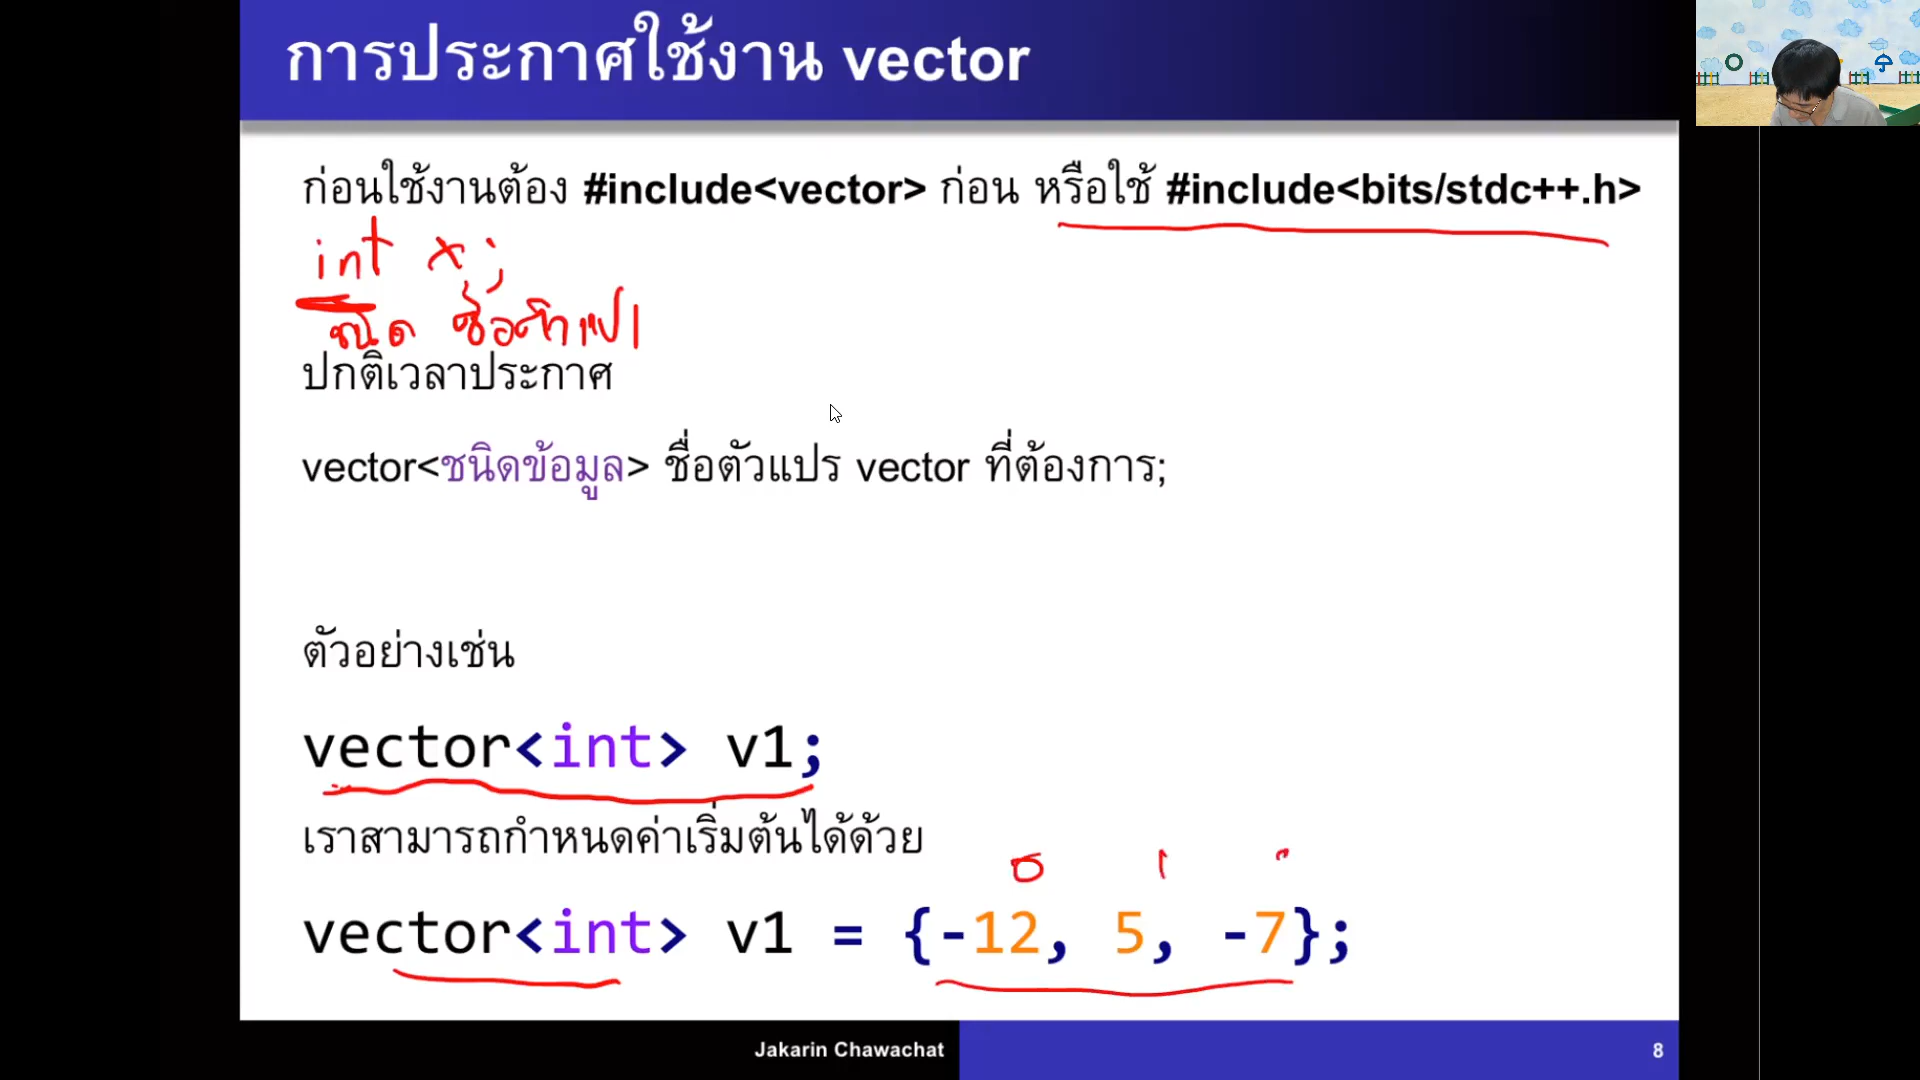 การประกาศใช้งาน vector
ก่อนใช้งานต้อง #include<vector> ก่อน หรือใช้ #include<bits/stdc++.h>
int x;
ชนิด ชื่อตัวแปร
ปกติเวลาประกาศ
vector<ชนิดข้อมูล> ชื่อตัวแปร vector ที่ต้องการ;
ตัวอย่างเช่น
vector<int> v1;
เราสามารถกำหนดค่าเริ่มต้นได้ด้วย
0 1
vector<int> v1 = {-12, 5, -7};
Jakarin Chawachat
8